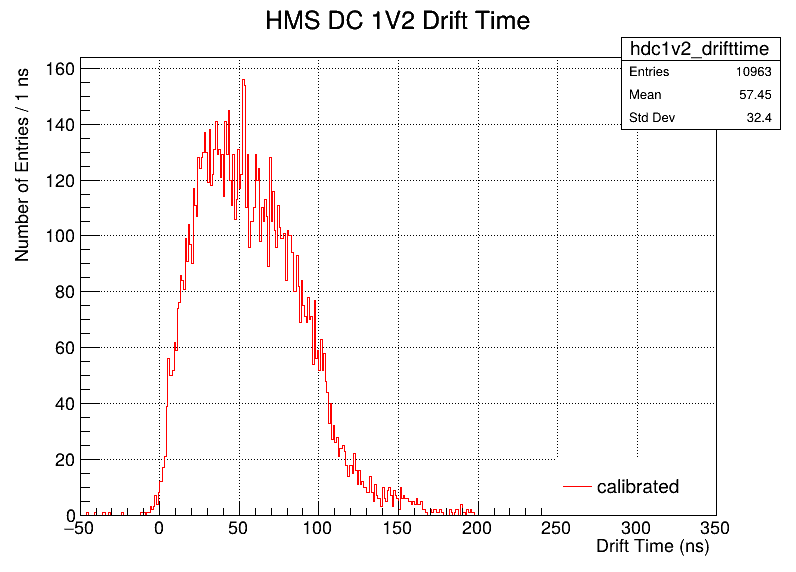 HMS DC 1V2 Drift Time
hdc1v2_drifttime
Entries 10963
Mean 57.45
Std Dev 32.4
Number of Entries / 1 ns
160
140
120
100
80
60
40
20
0
−50 0 50 100 150 200 250 300 350
Drift Time (ns)
calibrated